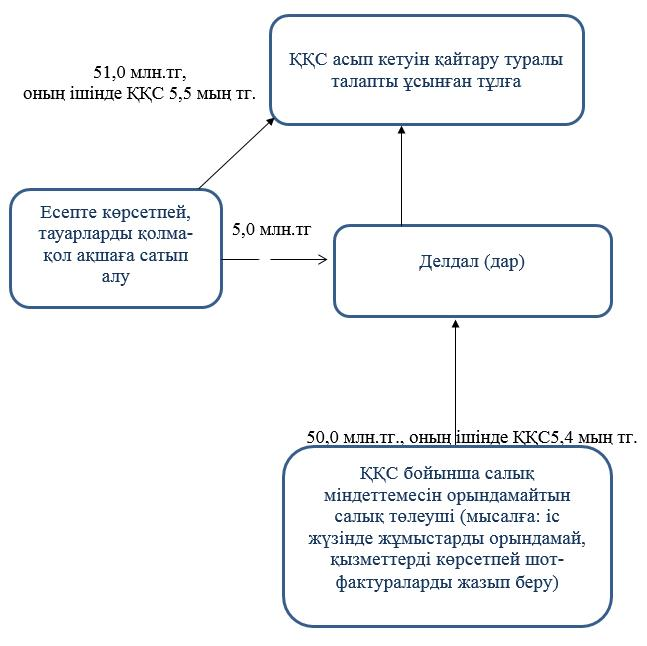 ҚҚС асып кетуін қайтару туралы
талапты ұсынған тұлға
51,0 млн.тг,
оның ішінде ҚҚС 5,5 мың тг.
Есепте көрсетпей,
тауарларды қолма-
қол ақшаға сатып
алу
5,0 млн.тг
Делдал (дар)
50,0 млн.тг., оның ішінде ҚҚС5,4 мың тг.
ҚҚС бойынша салық
міндеттемесін орындамайтын
салық төлеуші (мысалға: іс
жүзінде жұмыстарды орындамай,
қызметтерді көрсетпей шот-
фактураларды жазып беру)